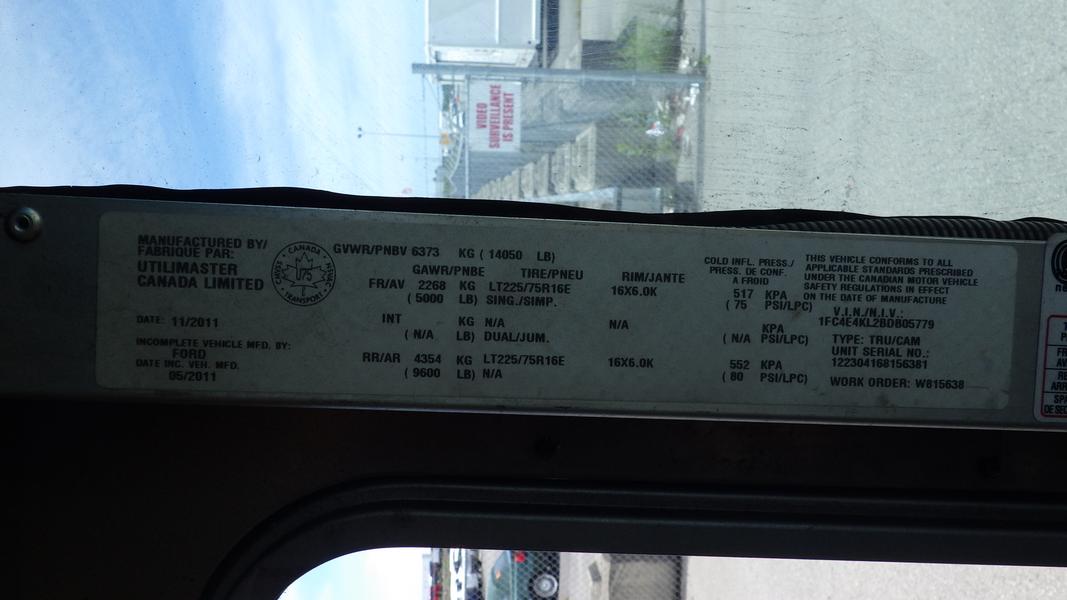 VIDEO
SURVEILLANCE
IS PRESENT
MANUFACTURED BY/
FABRIQUE PAR:
UTILIMASTER
CANADA LIMITED
DATE: 11/2011
INCOMPLETE VEHICLE MFD. BY:
FORD
DATE INC. VEH. MFD.
05/2011
CANADA
TRANSPORT
GVWR/PNBV 6373 KG ( 14050 LB)
GAWR/PNBE TIRE/PNEU RIM/JANTE
FR/AV 2268 KG LT225/75R16E 16X6.0K
( 5000 LB) SING./SIMP.
INT KG N/A N/A
( N/A LB) DUAL/JUM.
RR/AR 4354 KG LT225/75R16E 16X6.0K
( 9600 LB) N/A
COLD INFL. PRESS./
PRESS. DE CONF.
A FROID
517 KPA
( 75 PSI/LPC)
KPA
( N/A PSI/LPC)
552 KPA
( 80 PSI/LPC)
THIS VEHICLE CONFORMS TO ALL
APPLICABLE STANDARDS PRESCRIBED
UNDER THE CANADIAN MOTOR VEHICLE
SAFETY REGULATIONS IN EFFECT
ON THE DATE OF MANUFACTURE
V.I.N./N.I.V.:
1FC4E4KL2BDB05779
TYPE: TRU/CAM
UNIT SERIAL NO.:
122304168156381
WORK ORDER: W815638